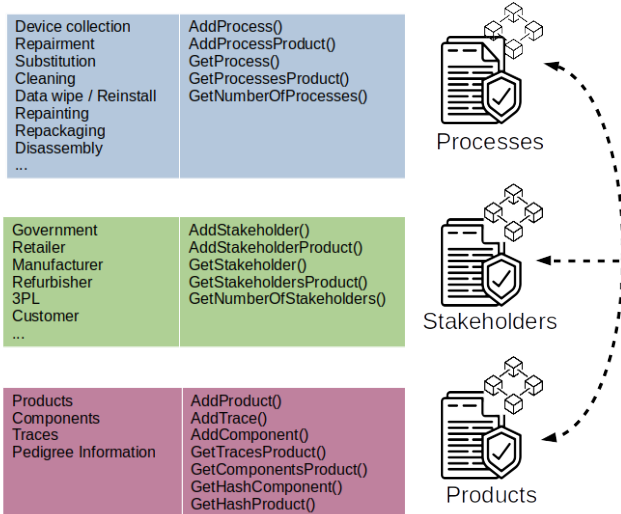 Device collection
Repairment
Substitution
Cleaning
Data wipe / Reinstall
Repainting
Repackaging
Disassembly
...
AddProcess()
AddProcessProduct()
GetProcess()
GetProcessesProduct()
GetNumberOfProcesses()
Processes
Government
Retailer
Manufacturer
Refurbisher
3PL
Customer
...
AddStakeholder()
AddStakeholderProduct()
GetStakeholder()
GetStakeholdersProduct()
GetNumberOfStakeholders()
Stakeholders
Products
Components
Traces
Pedigree Information
AddProduct()
AddTrace()
AddComponent()
GetTracesProduct()
GetComponentsProduct()
GetHashComponent()
GetHashProduct()
Products